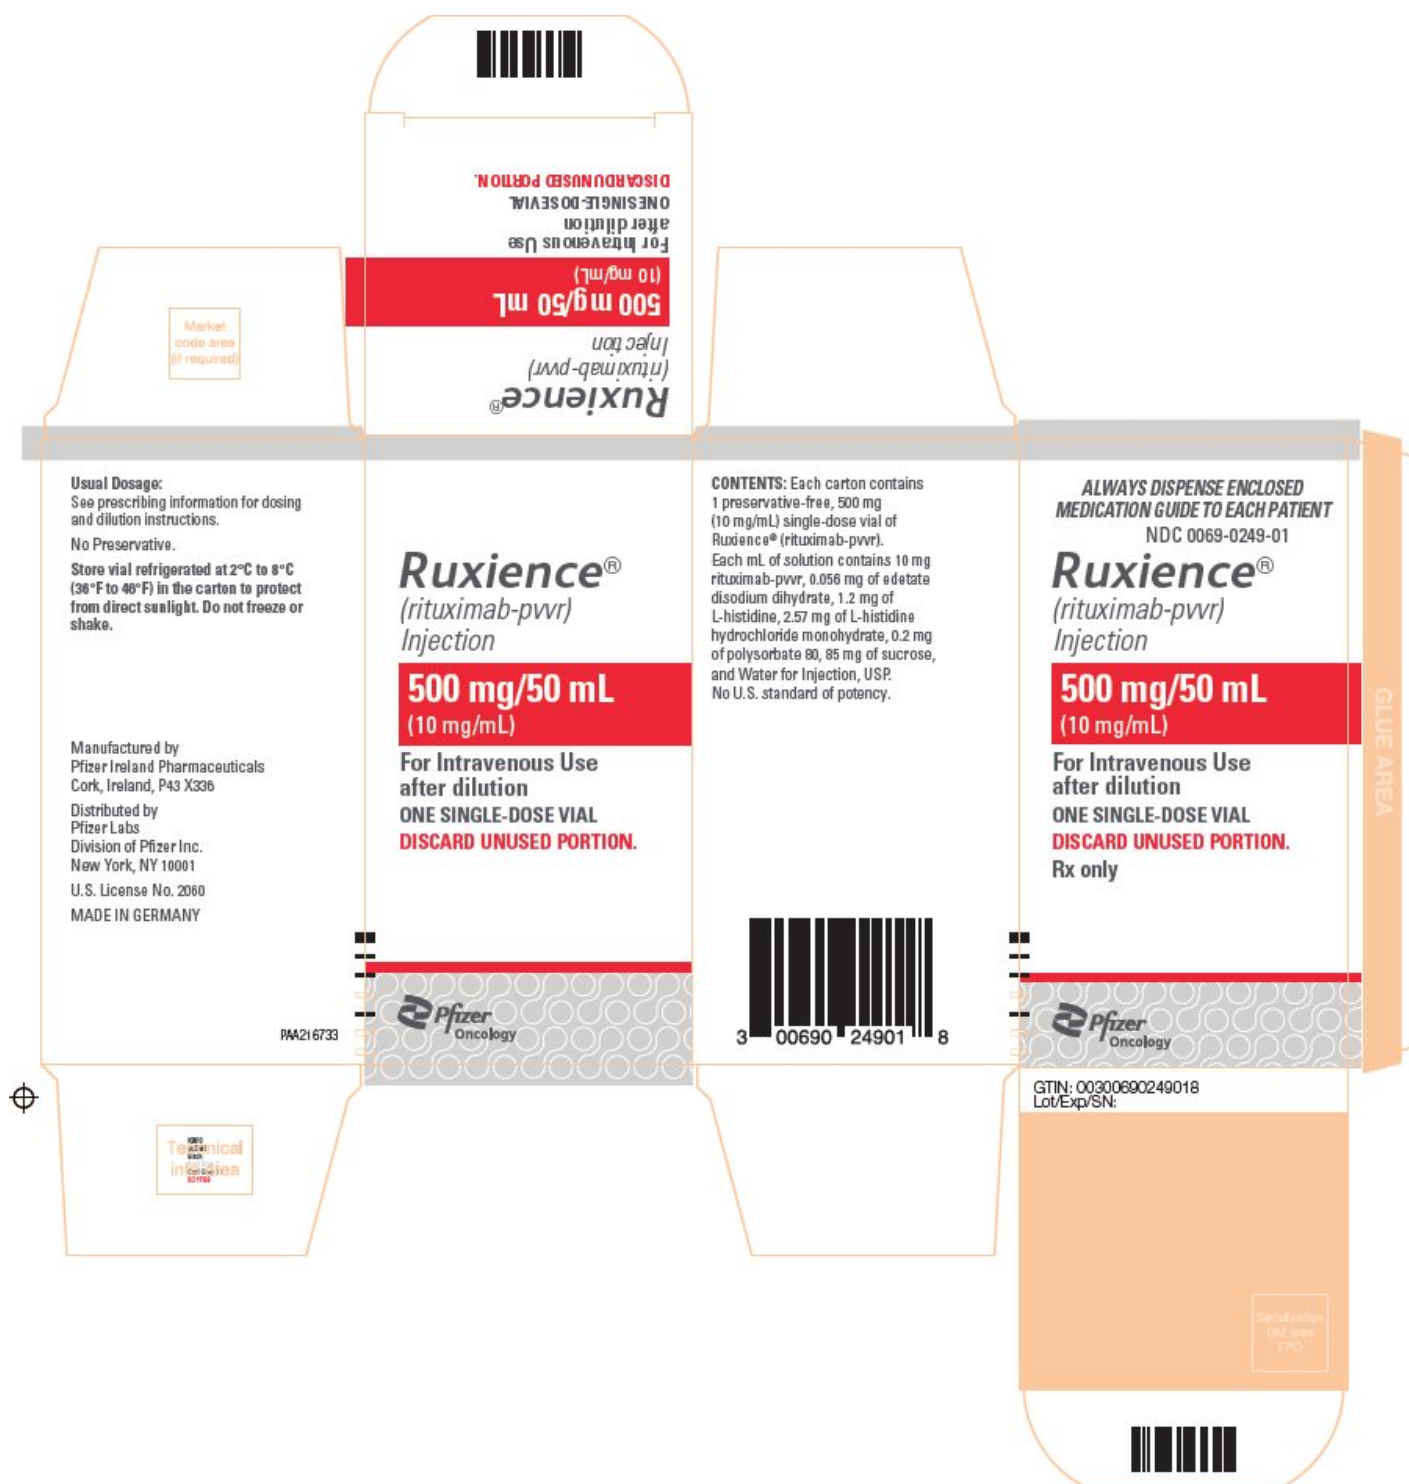 DISCARD UNUSED PORTION.
ONE SINGLE-DOSE VIAL
after dilution
For Intravenous Use
(10 mg/mL)
500 mg/50 mL
Injection
(rituximab-pvvr)
Ruxience®
Market
code area
(if required)
Usual Dosage:
See prescribing information for dosing
and dilution instructions.
No Preservative.
Store vial refrigerated at 2°C to 8°C
(36°F to 46°F) in the carton to protect
from direct sunlight. Do not freeze or
shake.
Manufactured by
Pfizer Ireland Pharmaceuticals
Cork, Ireland, P43 X336
Distributed by
Pfizer Labs
Division of Pfizer Inc.
New York, NY 10001
U.S. License No. 2060
MADE IN GERMANY
PAA216733
Ruxience®
(rituximab-pvvr)
Injection
500 mg/50 mL
(10 mg/mL)
For Intravenous Use
after dilution
ONE SINGLE-DOSE VIAL
DISCARD UNUSED PORTION.
Pfizer
Oncology
CONTENTS: Each carton contains
1 preservative-free, 500 mg
(10 mg/mL) single-dose vial of
Ruxience® (rituximab-pvvr).
Each mL of solution contains 10 mg
rituximab-pvvr, 0.056 mg of edetate
disodium dihydrate, 1.2 mg of
L-histidine, 2.57 mg of L-histidine
hydrochloride monohydrate, 0.2 mg
of polysorbate 80, 85 mg of sucrose,
and Water for Injection, USP.
No U.S. standard of potency.
3 00690 24901 8
ALWAYS DISPENSE ENCLOSED
MEDICATION GUIDE TO EACH PATIENT
NDC 0069-0249-01
Ruxience®
(rituximab-pvvr)
Injection
500 mg/50 mL
(10 mg/mL)
For Intravenous Use
after dilution
ONE SINGLE-DOSE VIAL
DISCARD UNUSED PORTION.
Rx only
Pfizer
Oncology
GLUE AREA
GTIN: 00300690249018
Lot/Exp/SN:
Technical
info area
Black
Serialisation
DM area
FPO